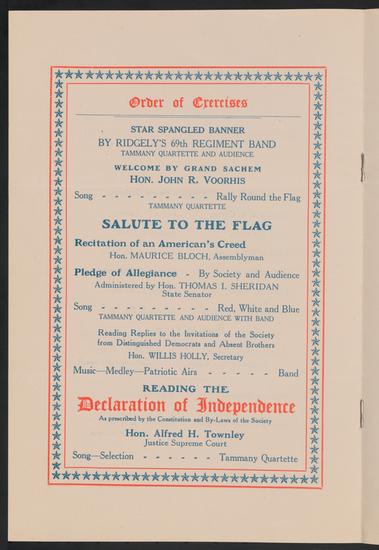 Order of Exercises
STAR SPANGLED BANNER
BY RIDGELY'S 69th REGIMENT BAND
TAMMANY QUARTETTE AND AUDIENCE
WELCOME BY GRAND SACHEM
HON. JOHN R. VOORHIS
Song - - - - - - - - - Rally Round the Flag
TAMMANY QUARTETTE
SALUTE TO THE FLAG
Recitation of an American's Creed
Hon. MAURICE BLOCH, Assemblyman
Pledge of Allegiance - By Society and Audience
Administered by Hon. THOMAS I. SHERIDAN
State Senator
Song - - - - - - - - - Red, White and Blue
TAMMANY QUARTETTE, AND AUDIENCE WITH BAND
Reading Replies to the Invitations of the Society
from Distinguished Democrats and Absent Brothers
Hon. WILLIS HOLLY, Secretary
Music—Medley—Patriotic Airs - - - - - Band
READING THE
Declaration of Independence
As prescribed by the Constitution and By-Laws of the Society
Hon. Alfred H. Townley
Justice Supreme Court
Song—Selection - - - - - - Tammany Quartette